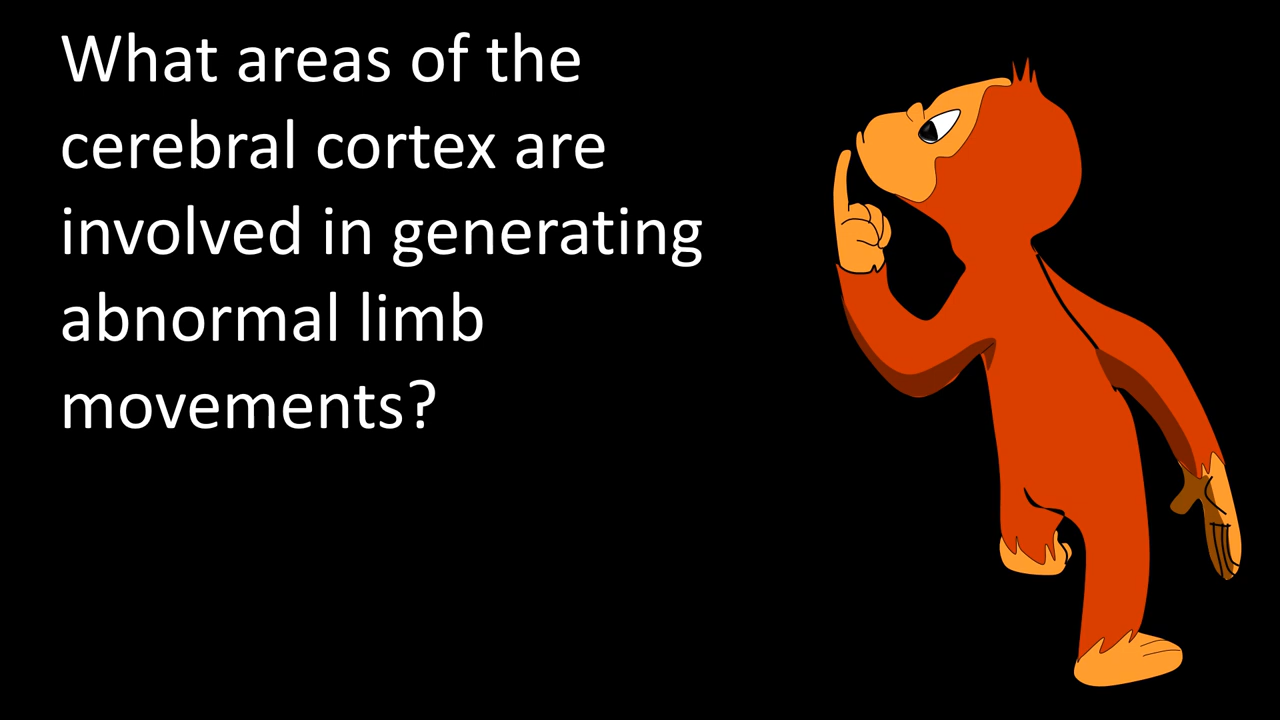 What areas of the
cerebral cortex are
involved in generating
abnormal limb
movements?